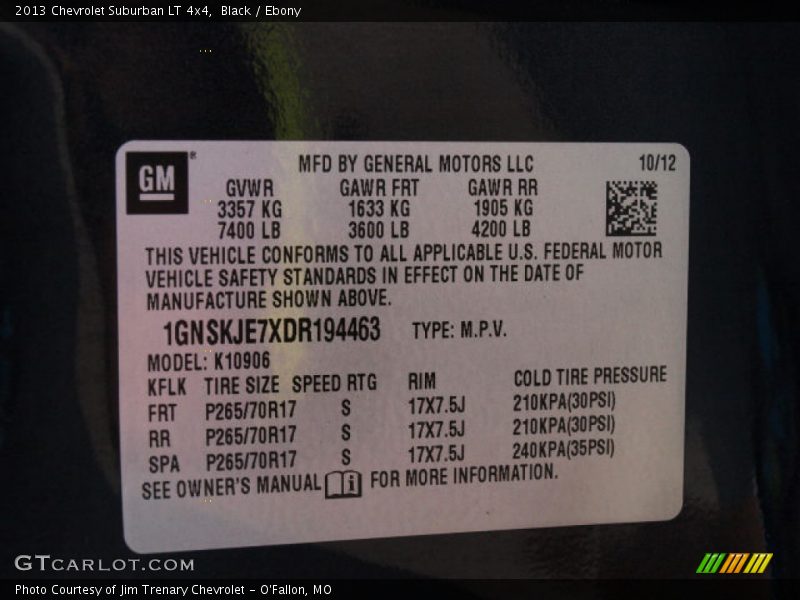 2013 Chevrolet Suburban LT 4x4,  Black / Ebony
GM®
MFD BY GENERAL MOTORS LLC 10/12
GVWR GAWR FRT GAWR RR
3357 KG 1633 KG 1905 KG
7400 LB 3600 LB 4200 LB
THIS VEHICLE CONFORMS TO ALL APPLICABLE U.S. FEDERAL MOTOR
VEHICLE SAFETY STANDARDS IN EFFECT ON THE DATE OF
MANUFACTURE SHOWN ABOVE.
1GNSKJE7XDR194463 TYPE: M.P.V.
MODEL: K10906
KFLK TIRE SIZE SPEED RTG RIM COLD TIRE PRESSURE
FRT P265/70R17 S 17X7.5J 210KPA(30PSI)
RR P265/70R17 S 17X7.5J 210KPA(30PSI)
SPA P265/70R17 S 17X7.5J 240KPA(35PSI)
SEE OWNER'S MANUAL i FOR MORE INFORMATION.
GTCARLOT.COM
Photo Courtesy of Jim Trenary Chevrolet - O'Fallon, MO